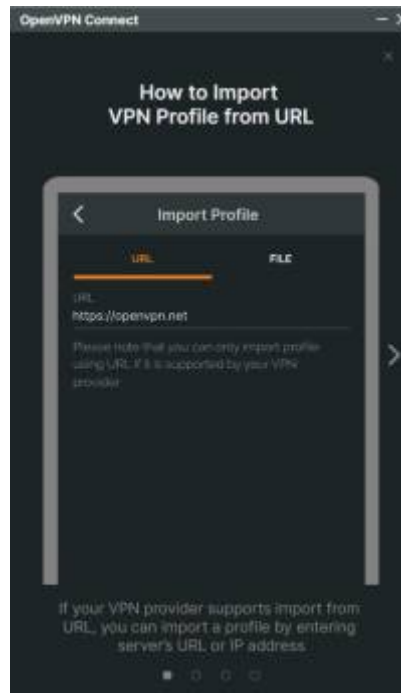 OpenVPN Connect
How to Import
VPN Profile from URL
Import Profile
URL
FILE
URL
https://openvpn.net
Please note that you can only import profile
using URL if it is supported by your VPN
provider
If your VPN provider supports import from
URL, you can import a profile by entering
server's URL or IP address